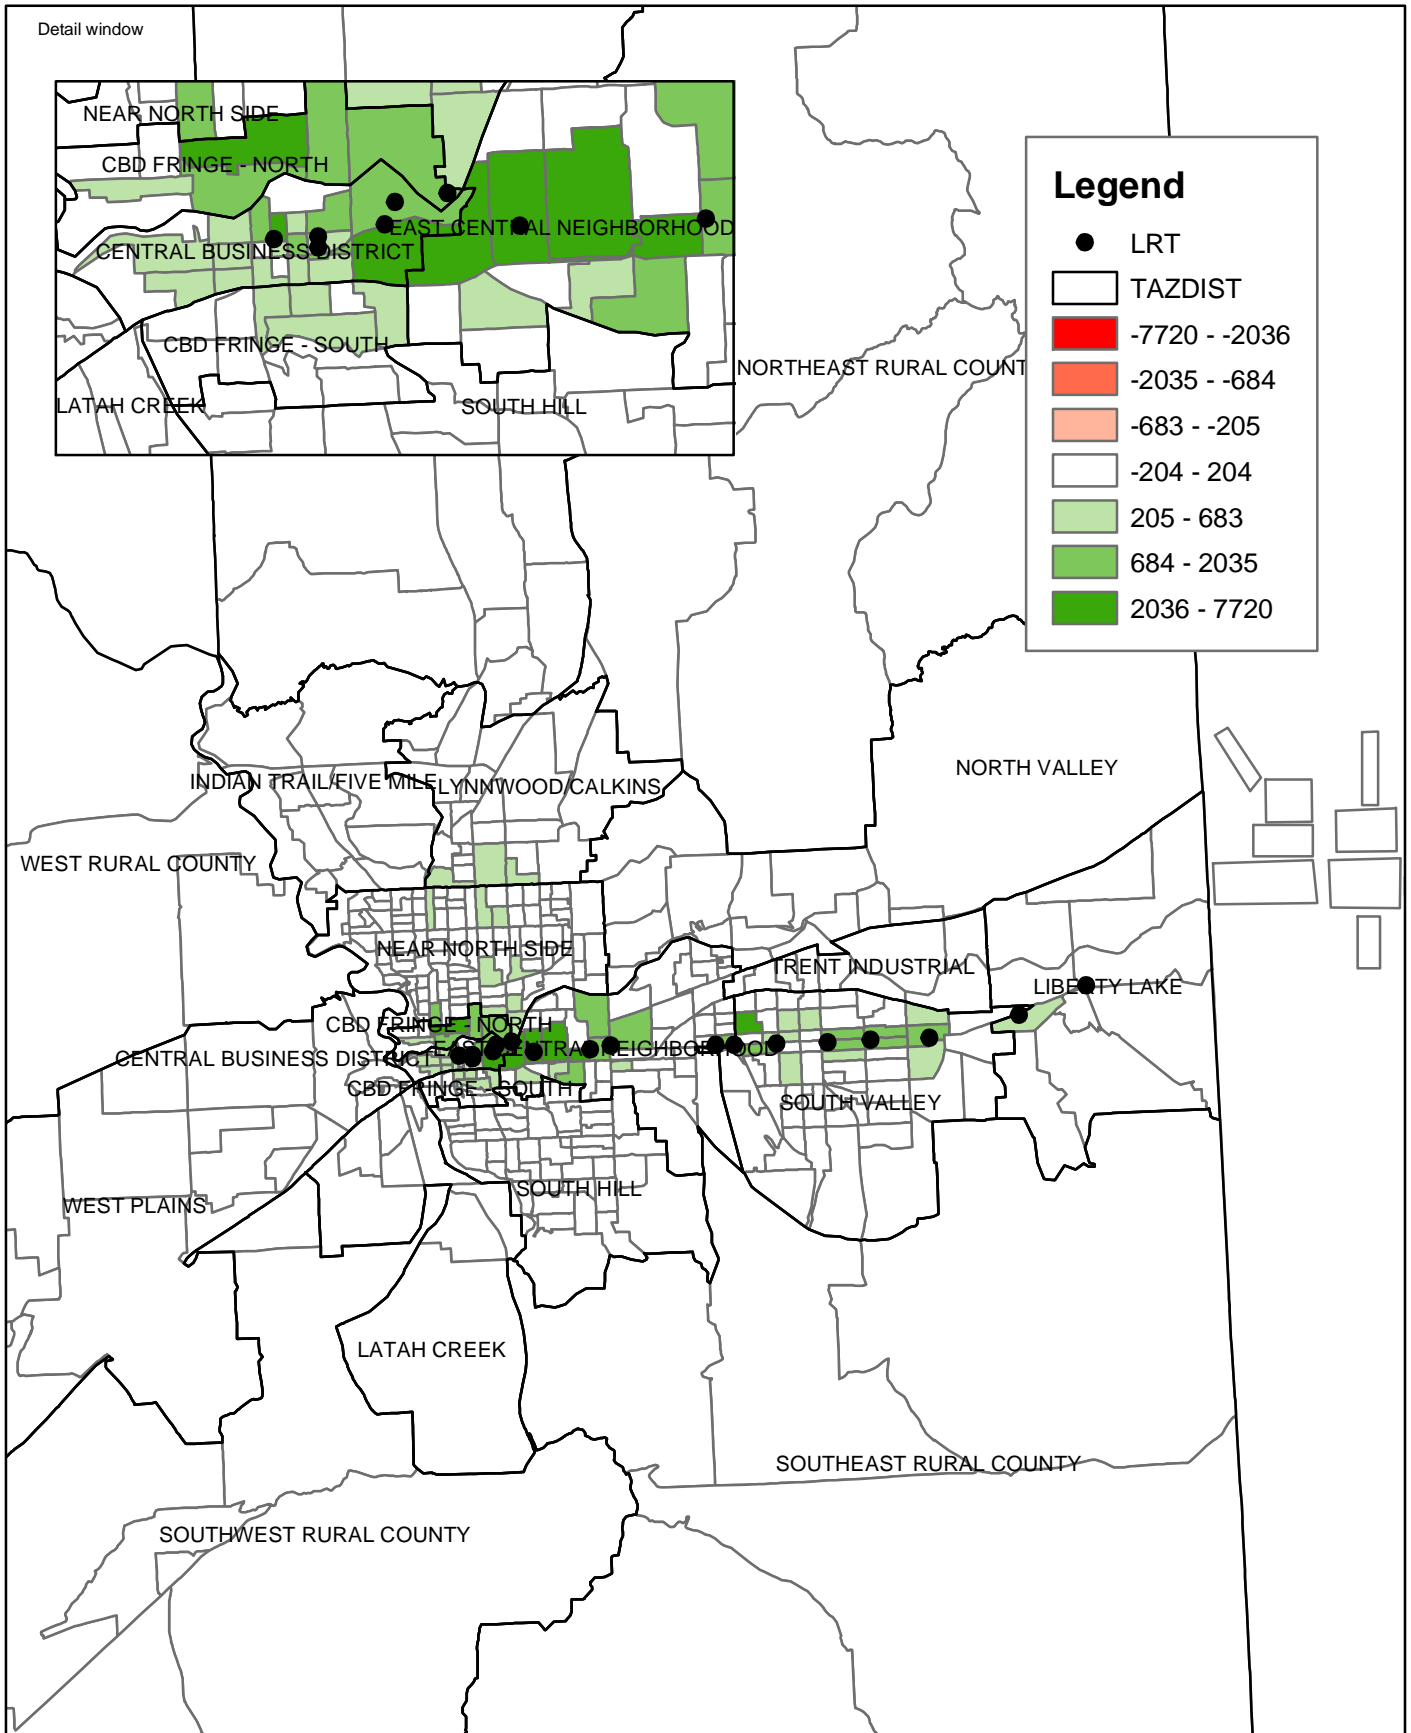 Detail window
NEAR NORTH SIDE
CBD FRINGE - NORTH
EAST CENTRAL NEIGHBORHOOD
CENTRAL BUSINESS DISTRICT
CBD FRINGE - SOUTH
LATAH CREEK
SOUTH HILL
Legend
LRT
TAZDIST
-7720 - -2036
-2035 - -684
-683 - -205
-204 - 204
205 - 683
684 - 2035
2036 - 7720
NORTHEAST RURAL COUNT
NORTH VALLEY
INDIAN TRAIL/FIVE MILE
LYNNWOOD/CALKINS
WEST RURAL COUNTY
NEAR NORTH SIDE
TRENT INDUSTRIAL
LIBERTY LAKE
CBD FRINGE - NORTH
EAST CENTRAL NEIGHBORHOOD
CENTRAL BUSINESS DISTRICT
CBD FRINGE - SOUTH
SOUTH VALLEY
SOUTH HILL
WEST PLAINS
LATAH CREEK
SOUTHEAST RURAL COUNTY
SOUTHWEST RURAL COUNTY